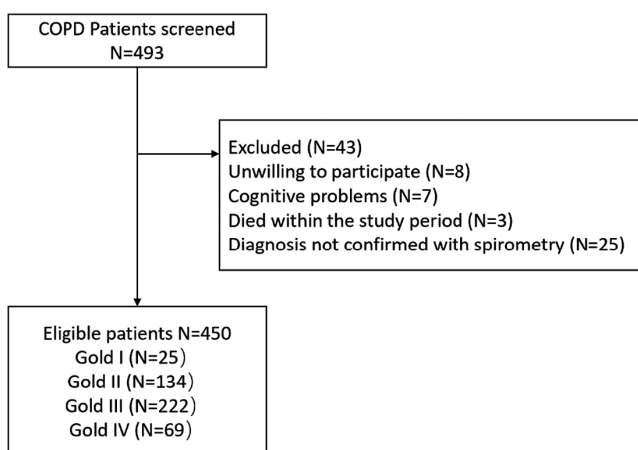 COPD Patients screened
N=493
Excluded (N=43)
Unwilling to participate (N=8)
Cognitive problems (N=7)
Died within the study period (N=3)
Diagnosis not confirmed with spirometry (N=25)
Eligible patients N=450
Gold I (N=25）
Gold II (N=134）
Gold III (N=222）
Gold IV (N=69）